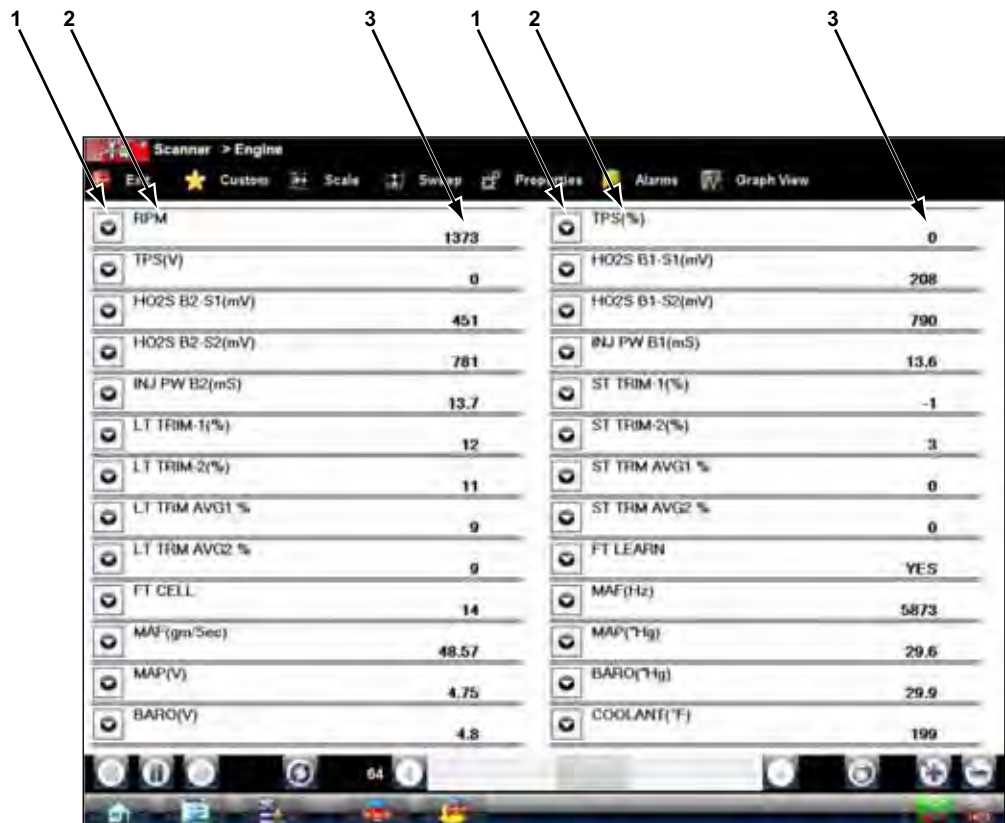 1 2 3 1 2 3
Scanner > Engine
Exit Custom Scale Sweep Properties Alarms Graph View
RPM 1373 TPS(%) 0
TPS(V) 0 HO2S B1-S1(mV) 208
HO2S B2-S1(mV) 451 HO2S B1-S2(mV) 790
HO2S B2-S2(mV) 781 INJ PW B1(mS) 13.6
INJ PW B2(mS) 13.7 ST TRIM-1(%) -1
LT TRIM-1(%) 12 ST TRIM-2(%) 3
LT TRIM-2(%) 11 ST TRM AVG1 % 0
LT TRM AVG1 % 9 ST TRM AVG2 % 0
LT TRM AVG2 % 9 FT LEARN YES
FT CELL 14 MAF(Hz) 5873
MAF(gm/Sec) 48.57 MAP("Hg) 29.6
MAP(V) 4.75 BARO("Hg) 29.9
BARO(V) 4.8 COOLANT(°F) 199
64